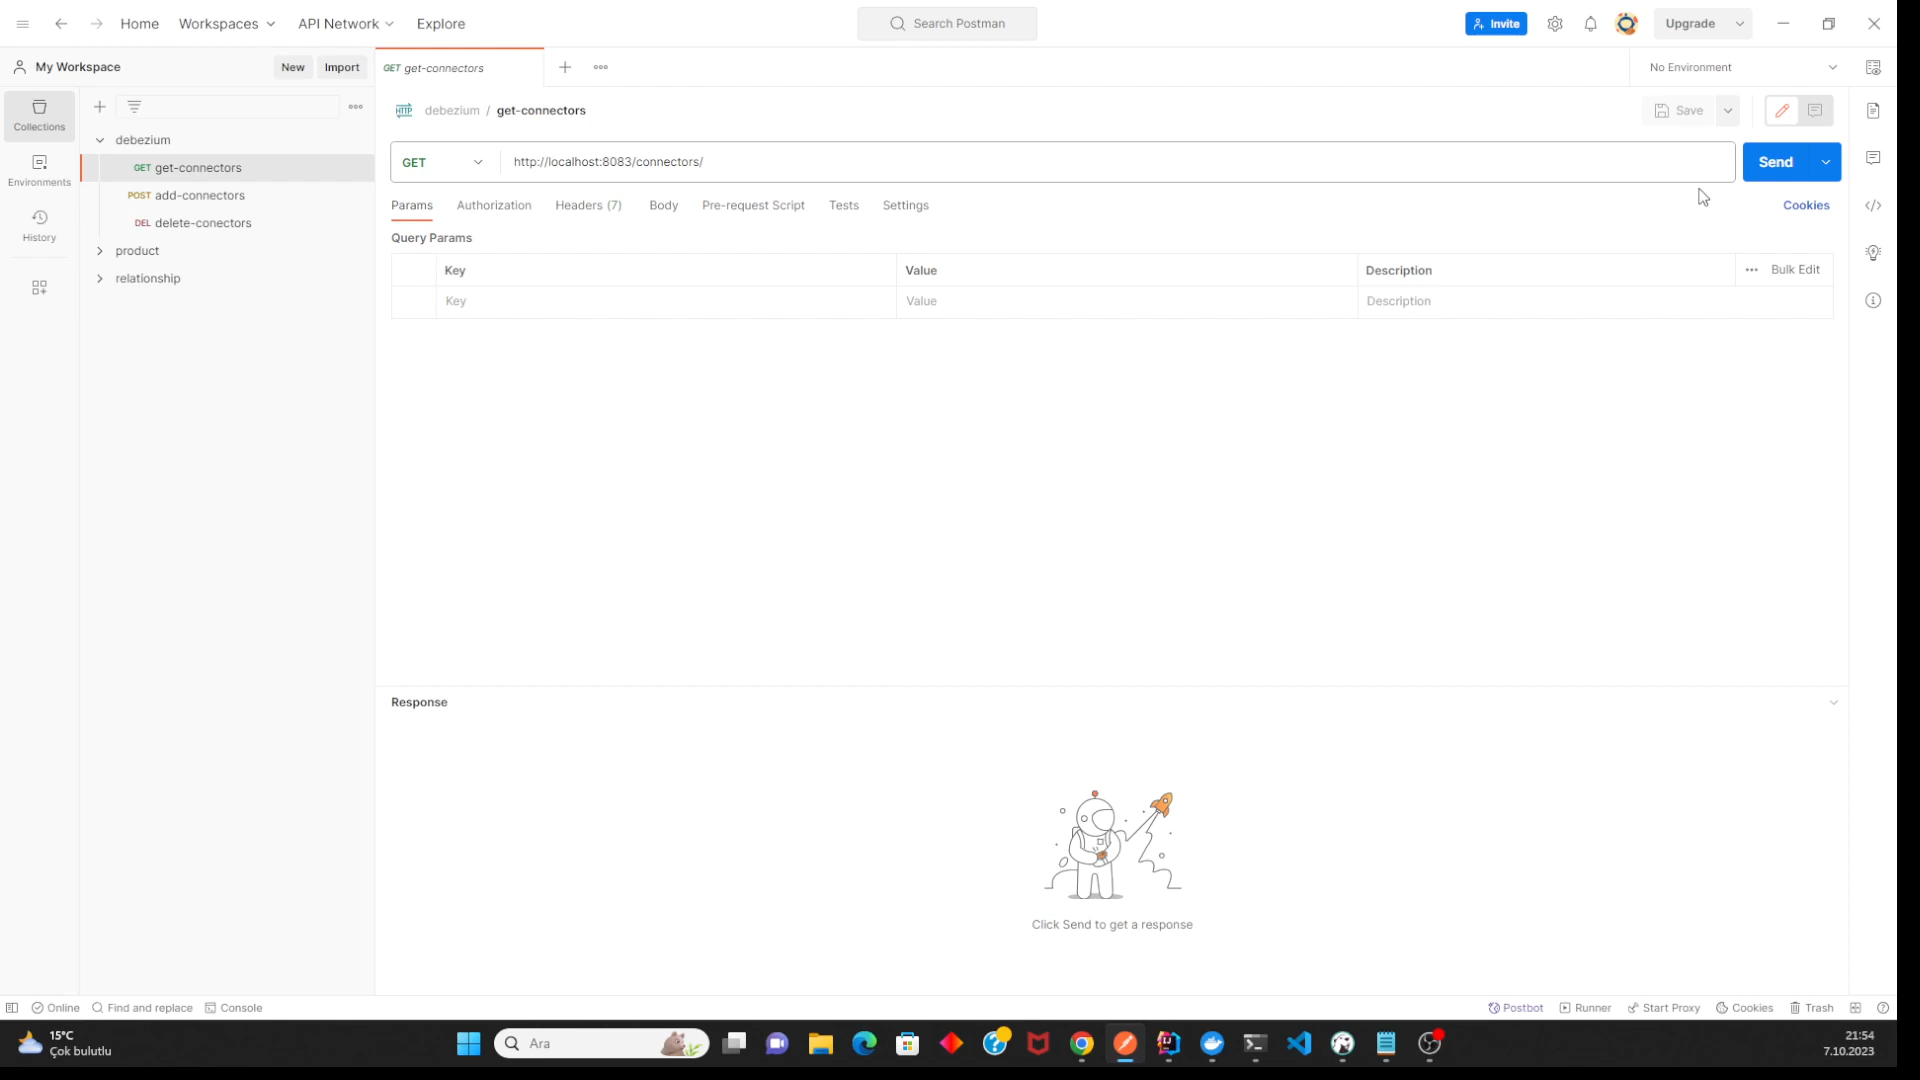 Home Workspaces API Network Explore Search Postman Invite Upgrade
My Workspace New Import GET get-connectors No Environment
Collections
Environments
History
debezium
GET get-connectors
POST add-connectors
DEL delete-conectors
product
relationship
HTTP debezium / get-connectors Save
GET http://localhost:8083/connectors/ Send
Params Authorization Headers (7) Body Pre-request Script Tests Settings Cookies
Query Params
Key Value Description Bulk Edit
Key Value Description
Response
Click Send to get a response
Online Find and replace Console Postbot Runner Start Proxy Cookies Trash
15°C
Çok bulutlu
Ara
21:54
7.10.2023